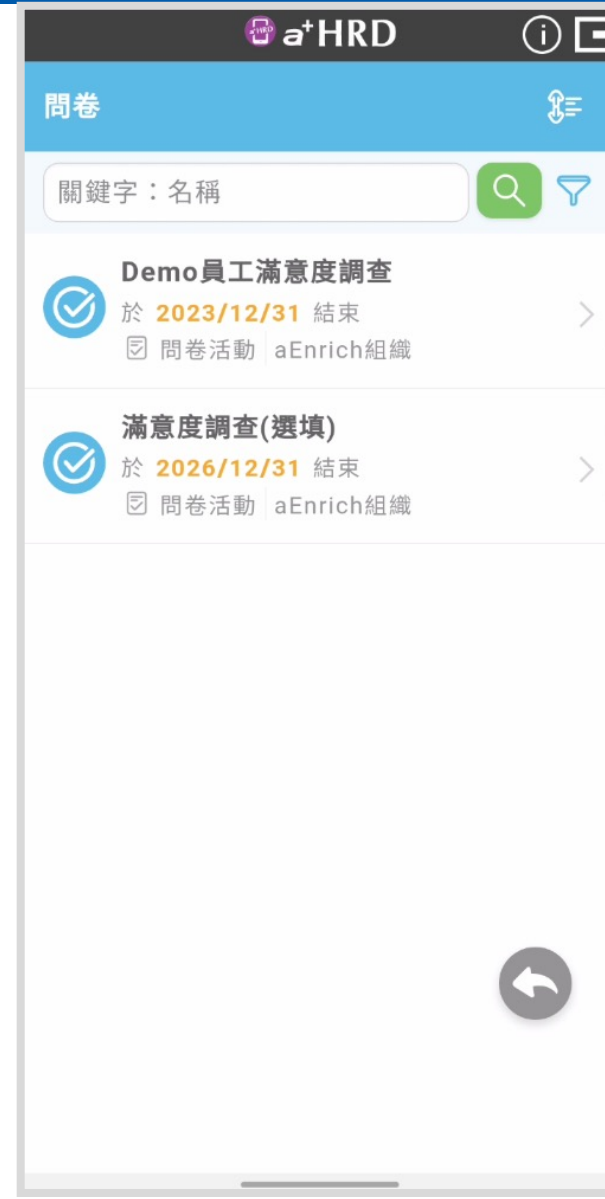 a+HRD
問卷
關鍵字：名稱
Demo員工滿意度調查
於 2023/12/31 結束
問卷活動 aEnrich組織
滿意度調查(選填)
於 2026/12/31 結束
問卷活動 aEnrich組織